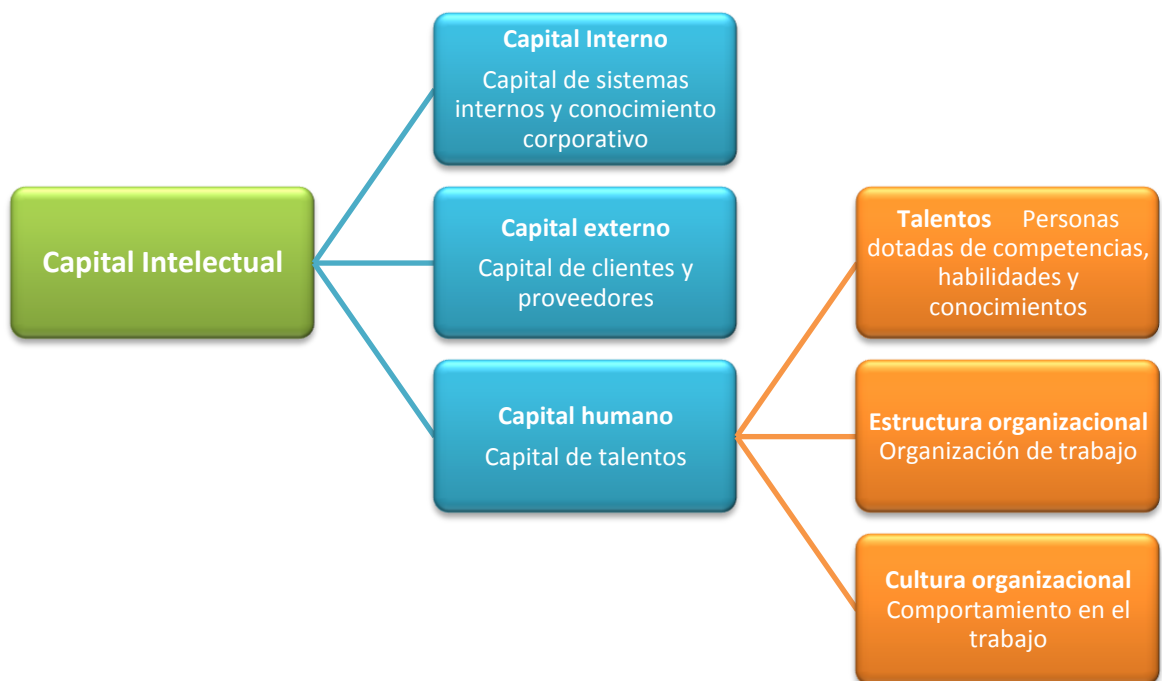 Capital Interno
Capital de sistemas
internos y conocimiento
corporativo
Capital Intelectual
Capital externo
Capital de clientes y
proveedores
Capital humano
Capital de talentos
Talentos Personas
dotadas de competencias,
habilidades y
conocimientos
Estructura organizacional
Organización de trabajo
Cultura organizacional
Comportamiento en el
trabajo